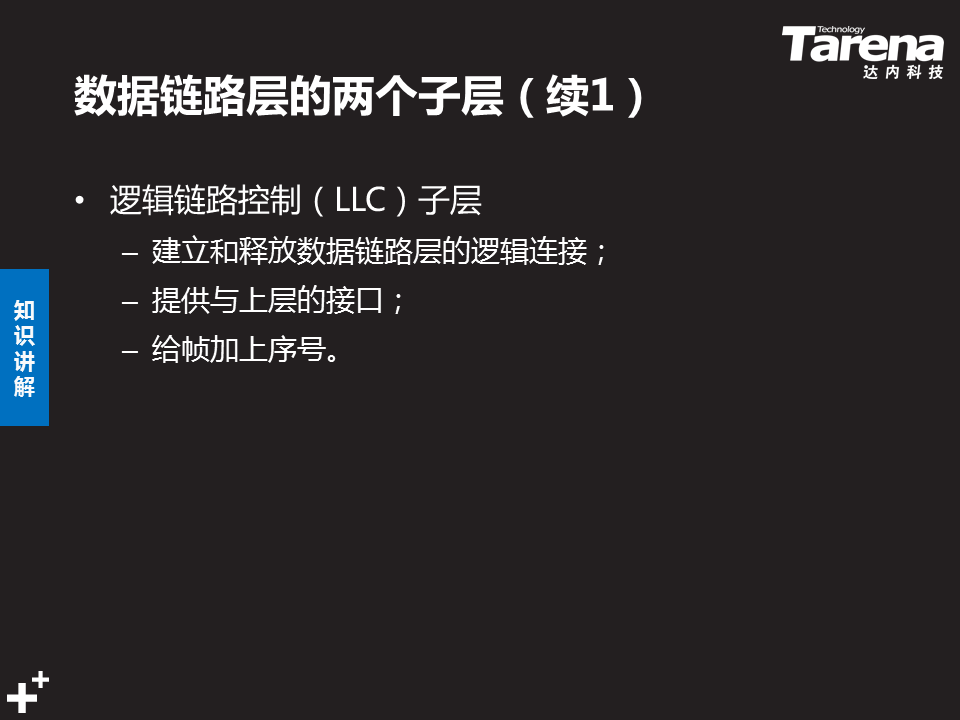 Technology
Tarena
达内科技
数据链路层的两个子层（续1）
• 逻辑链路控制（LLC）子层
– 建立和释放数据链路层的逻辑连接；
– 提供与上层的接口；
– 给帧加上序号。
知识讲解